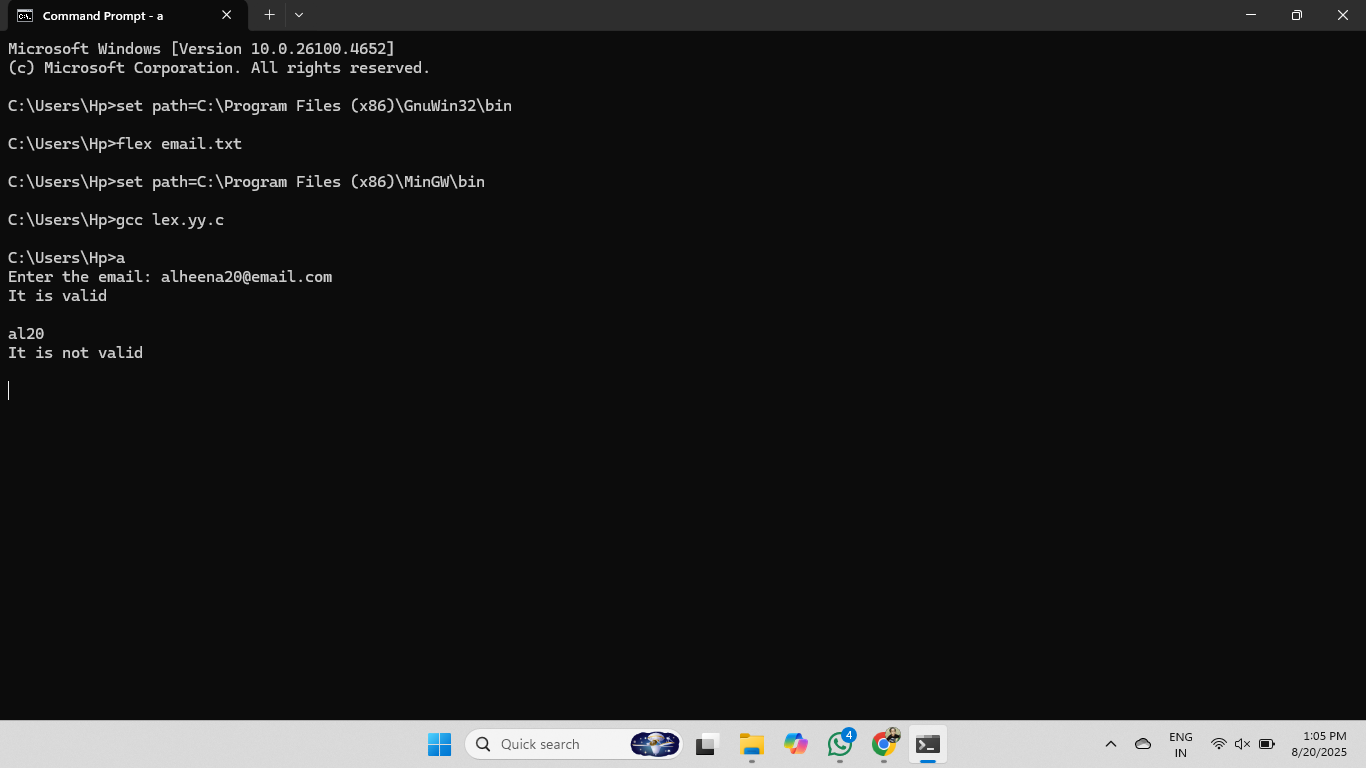 Command Prompt - a
Microsoft Windows [Version 10.0.26100.4652]
(c) Microsoft Corporation. All rights reserved.
C:\Users\Hp>set path=C:\Program Files (x86)\GnuWin32\bin
C:\Users\Hp>flex email.txt
C:\Users\Hp>set path=C:\Program Files (x86)\MinGW\bin
C:\Users\Hp>gcc lex.yy.c
C:\Users\Hp>a
Enter the email: alheena20@email.com
It is valid
al20
It is not valid
Quick search
4
ENG
IN
1:05 PM
8/20/2025